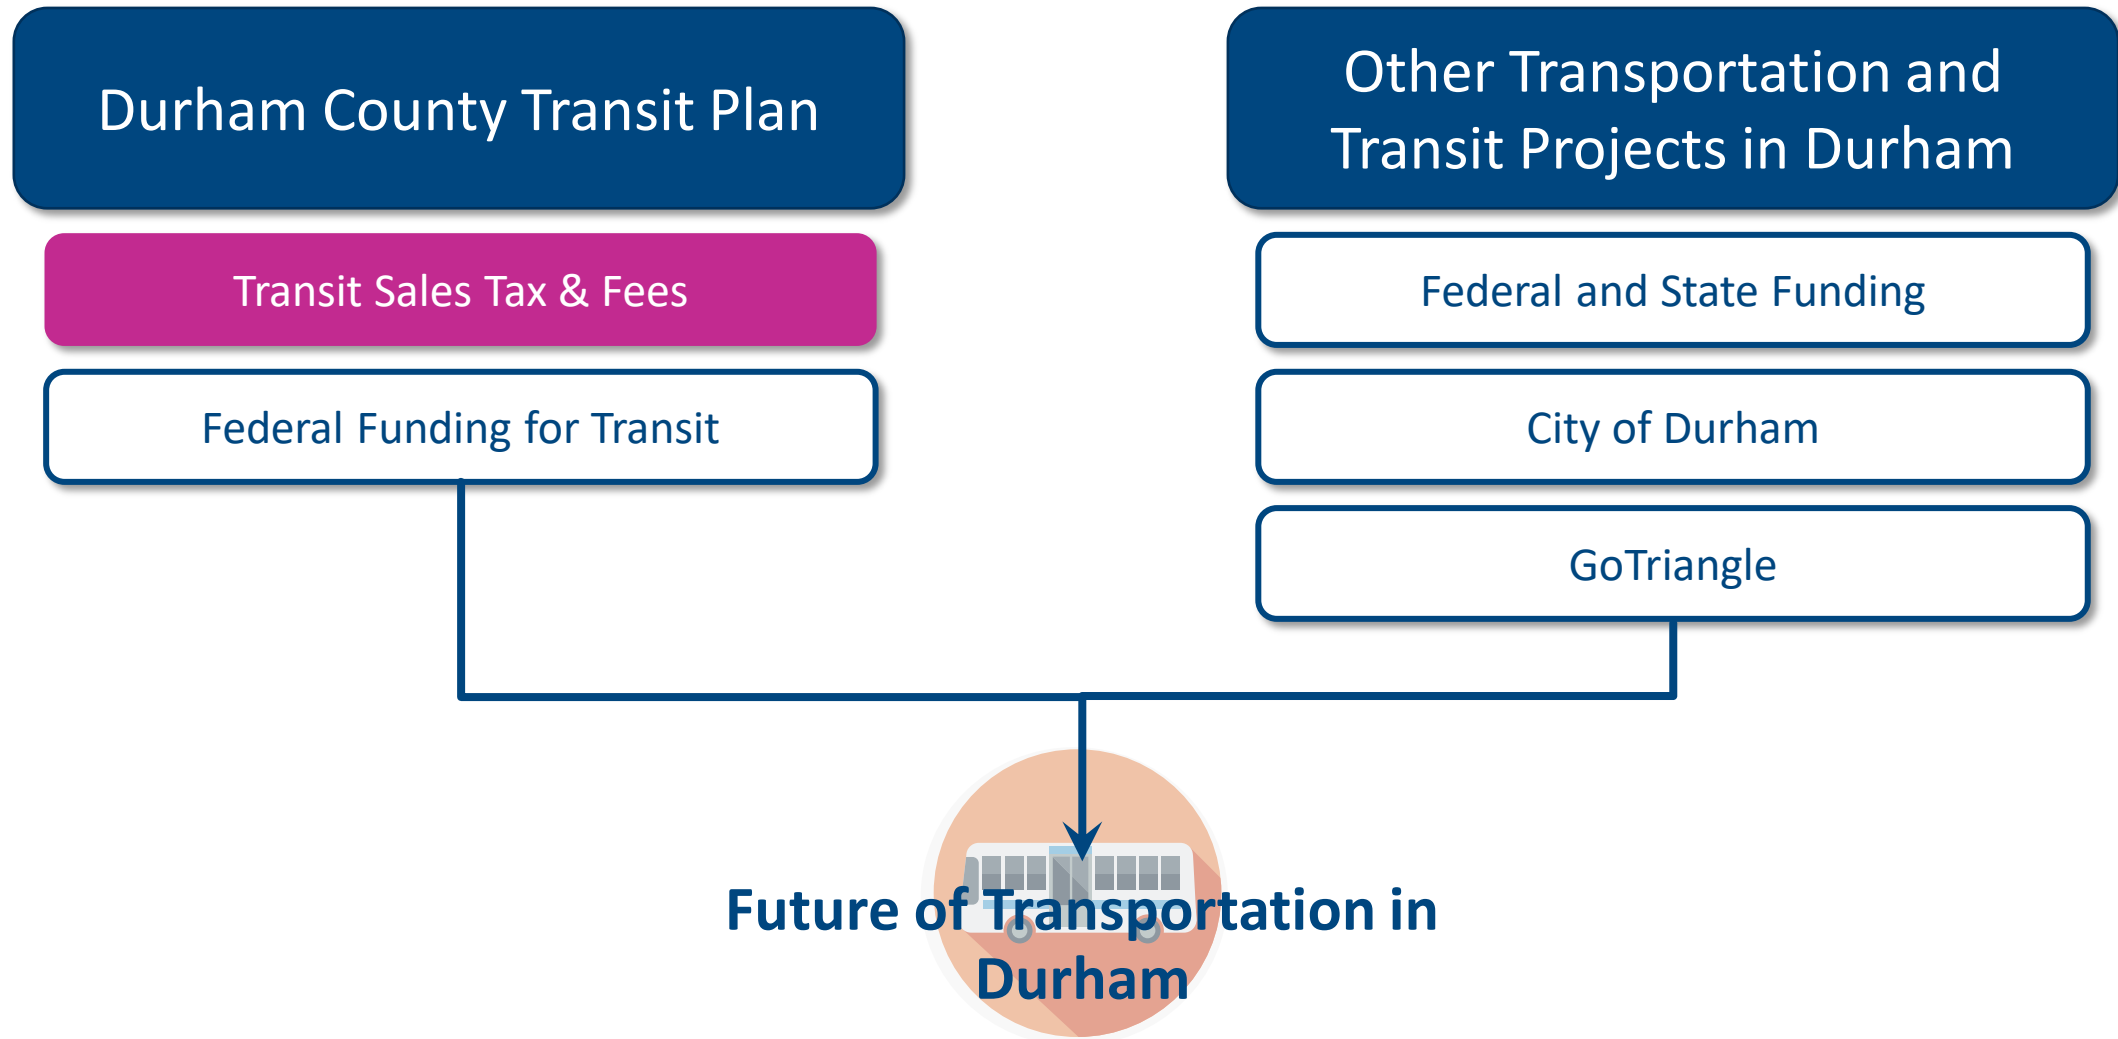 Durham County Transit Plan
Transit Sales Tax & Fees
Federal Funding for Transit
Other Transportation and
Transit Projects in Durham
Federal and State Funding
City of Durham
GoTriangle
Future of Transportation in
Durham